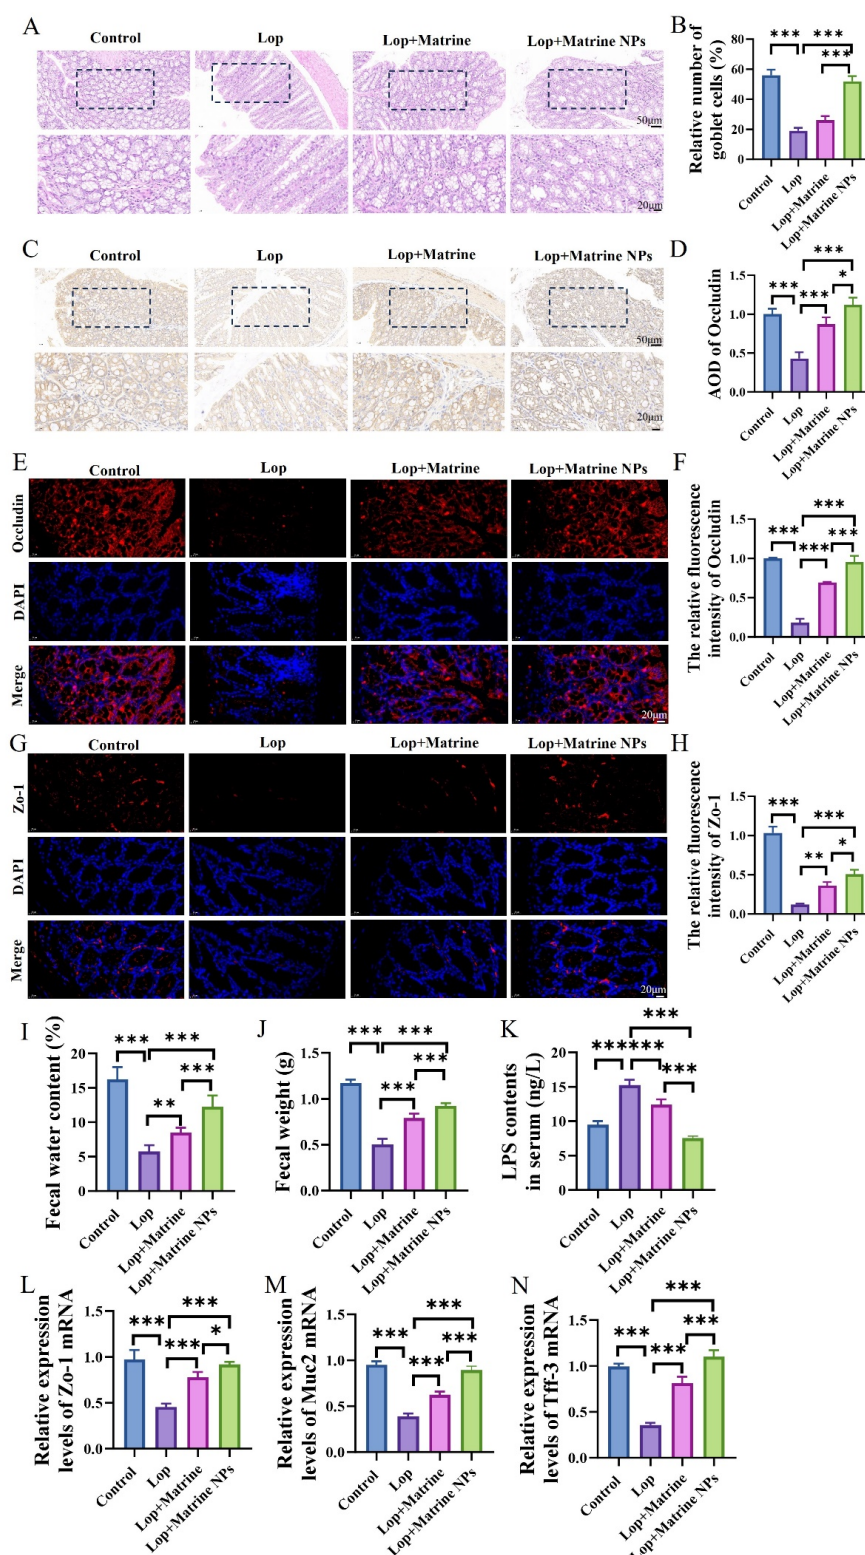 A
Control
Lop
Lop+Matrine
Lop+Matrine NPs
50μm
20μm
B
Relative number of
goblet cells (%)
80
60
40
20
0
***
***
***
Control
Lop
Lop+Matrine
Lop+Matrine NPs
C
Control
Lop
Lop+Matrine
Lop+Matrine NPs
50μm
20μm
D
AOD of Occludin
1.5
1.0
0.5
0.0
***
***
***
*
Control
Lop
Lop+Matrine
Lop+Matrine NPs
E
Control
Lop
Lop+Matrine
Lop+Matrine NPs
Occludin
DAPI
Merge
20μm
F
The relative fluorescence
intensity of Occludin
1.5
1.0
0.5
0.0
***
***
***
***
Control
Lop
Lop+Matrine
Lop+Matrine NPs
G
Control
Lop
Lop+Matrine
Lop+Matrine NPs
Zo-1
DAPI
Merge
20μm
H
The relative fluorescence
intensity of Zo-1
1.5
1.0
0.5
0.0
***
***
**
*
Control
Lop
Lop+Matrine
Lop+Matrine NPs
I
Fecal water content (%)
20
15
10
5
0
***
***
***
**
Control
Lop
Lop+Matrine
Lop+Matrine NPs
J
Fecal weight (g)
1.5
1.0
0.5
0.0
***
***
***
***
Control
Lop
Lop+Matrine
Lop+Matrine NPs
K
LPS contents
in serum (ng/L)
20
15
10
5
0
***
***
***
***
Control
Lop
Lop+Matrine
Lop+Matrine NPs
L
Relative expression
levels of Zo-1 mRNA
1.5
1.0
0.5
0.0
***
***
***
*
Control
Lop
Lop+Matrine
Lop+Matrine NPs
M
Relative expression
levels of Muc2 mRNA
1.5
1.0
0.5
0.0
***
***
***
***
Control
Lop
Lop+Matrine
Lop+Matrine NPs
N
Relative expression
levels of Tff-3 mRNA
1.5
1.0
0.5
0.0
***
***
***
***
Control
Lop
Lop+Matrine
Lop+Matrine NPs